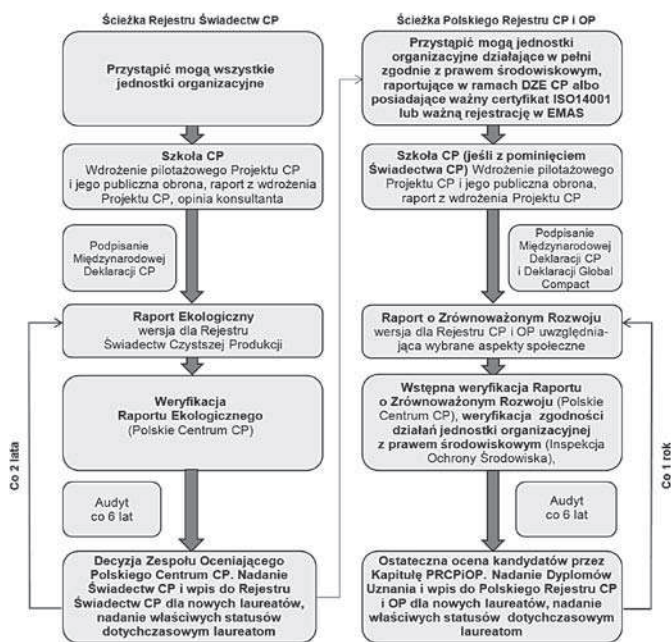 Ścieżka Rejestru Świadectw CP
Przystąpić mogą wszystkie
jednostki organizacyjne
Szkoła CP
Wdrożenie pilotażowego Projektu CP
i jego publiczna obrona, raport z wdrożenia
Projektu CP, opinia konsultanta
Podpisanie
Międzynarodowej
Deklaracji CP
Raport Ekologiczny
wersja dla Rejestru
Świadectw Czystszej Produkcji
Weryfikacja
Raportu Ekologicznego
(Polskie Centrum CP)
Co 2 lata
Audyt
co 6 lat
Decyzja Zespołu Oceniającego
Polskiego Centrum CP. Nadanie
Świadectw CP i wpis do Rejestru
Świadectw CP dla nowych laureatów,
nadanie właściwych statusów
dotychczasowym laureatom
Ścieżka Polskiego Rejestru CP i OP
Przystąpić mogą jednostki
organizacyjne działające w pełni
zgodnie z prawem środowiskowym,
raportujące w ramach DZE CP albo
posiadające ważny certyfikat ISO14001
lub ważną rejestrację w EMAS
Szkoła CP (jeśli z pominięciem
Świadectwa CP) Wdrożenie pilotażowego
Projektu CP i jego publiczna obrona,
raport z wdrożenia Projektu CP
Podpisanie
Międzynarodowej
Deklaracji CP
i Deklaracji Global
Compact
Raport o Zrównoważonym Rozwoju
wersja dla Rejestru CP i OP uwzględnia-
jąca wybrane aspekty społeczne
Wstępna weryfikacja Raportu
o Zrównoważonym Rozwoju (Polskie
Centrum CP), weryfikacja zgodności
działań jednostki organizacyjnej
z prawem środowiskowym (Inspekcja
Ochrony Środowiska),
Co 1 rok
Audyt
co 6 lat
Ostateczna ocena kandydatów przez
Kapitułę PRCPiOP. Nadanie Dyplomów
Uznania i wpis do Polskiego Rejestru CP
i OP dla nowych laureatów, nadanie
właściwych statusów dotychczasowym
laureatom